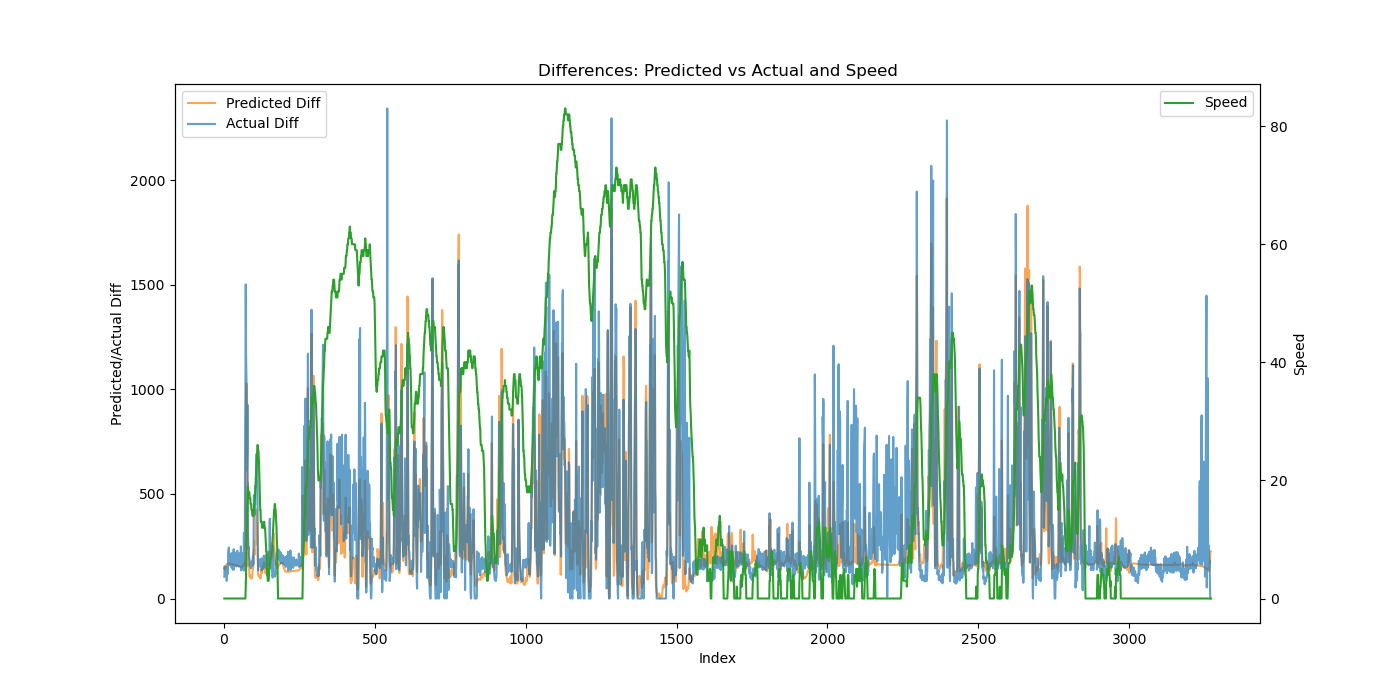 Differences: Predicted vs Actual and Speed
Predicted Diff
Actual Diff
Speed
Predicted/Actual Diff
2000
1500
1000
500
0
80
60
40
20
0
Speed
0
500
1000
1500
2000
2500
3000
Index